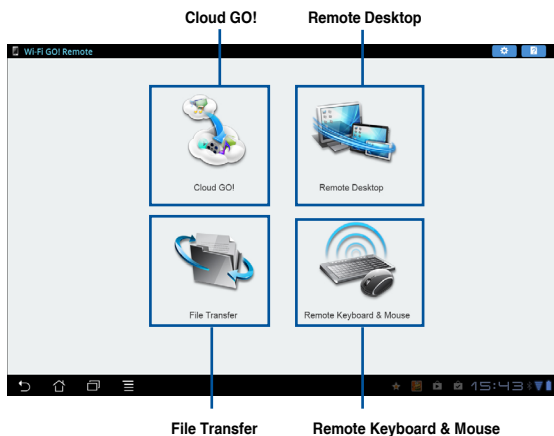 Cloud GO! Remote Desktop
Wi-Fi GO! Remote
Cloud GO! Remote Desktop
File Transfer Remote Keyboard & Mouse
15:43
File Transfer Remote Keyboard & Mouse